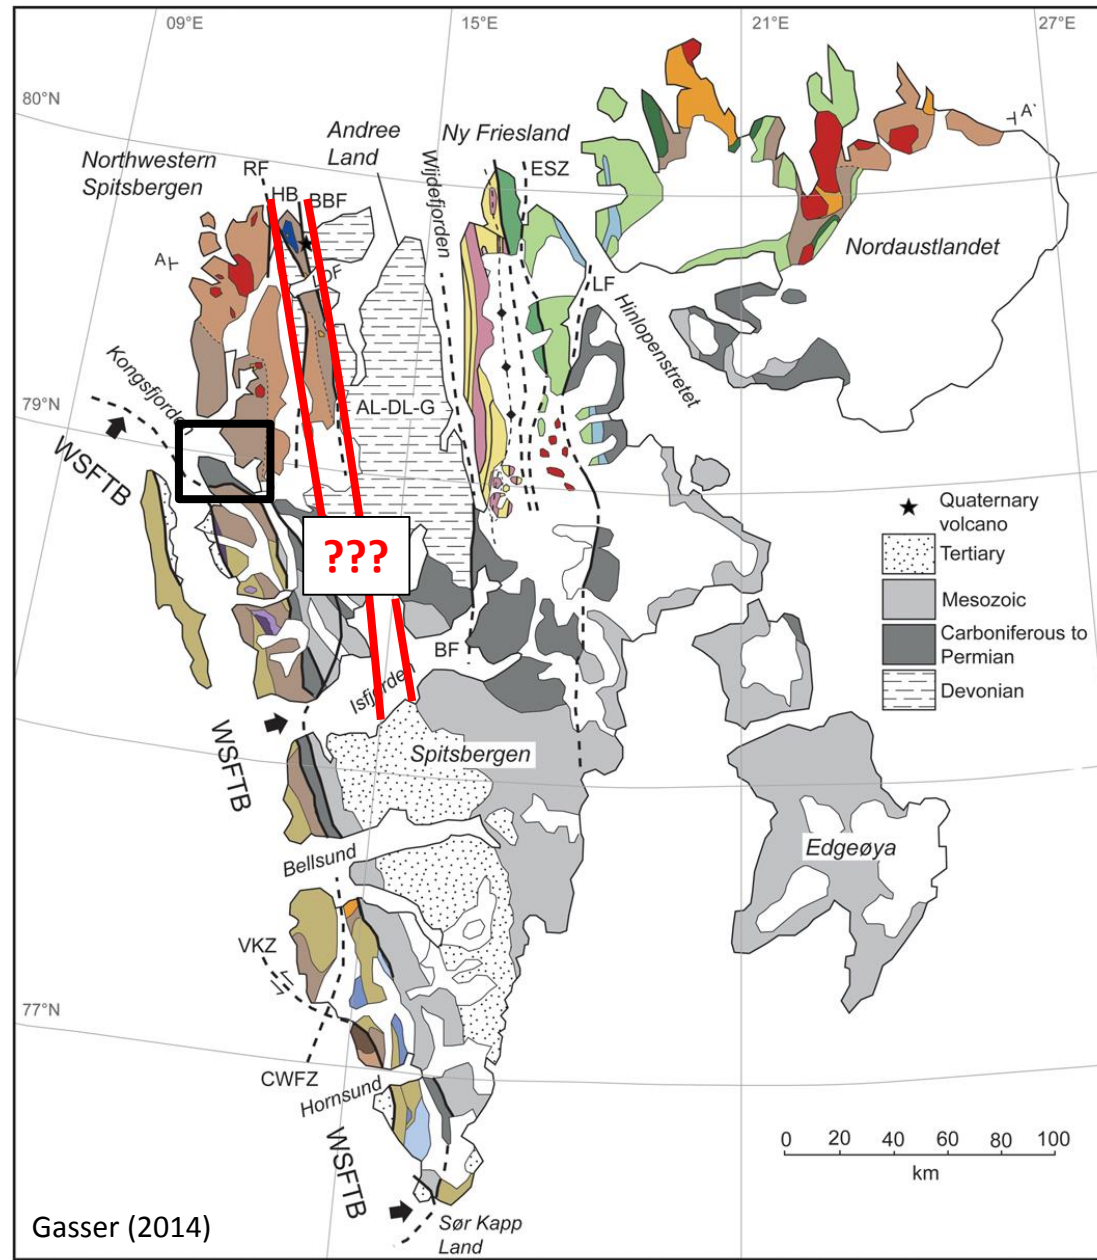 09°E
15°E
21°E
27°E
80°N
Andree
Land
Ny Friesland
A`
Northwestern
Spitsbergen
RF
HB
BBF
Wijdefjorden
ESZ
Nordaustlandet
A
DF
LF
Hinlopenstretet
Kongsfjorden
79°N
AL-DL-G
WSFTB
???
Quaternary
volcano
Tertiary
Mesozoic
Carboniferous to
Permian
Devonian
BF
Isfjorden
WSFTB
Spitsbergen
Edgeøya
Bellsund
VKZ
77°N
CWFZ
Hornsund
WSFTB
0 20 40 60 80 100
km
Sør Kapp
Land
Gasser (2014)